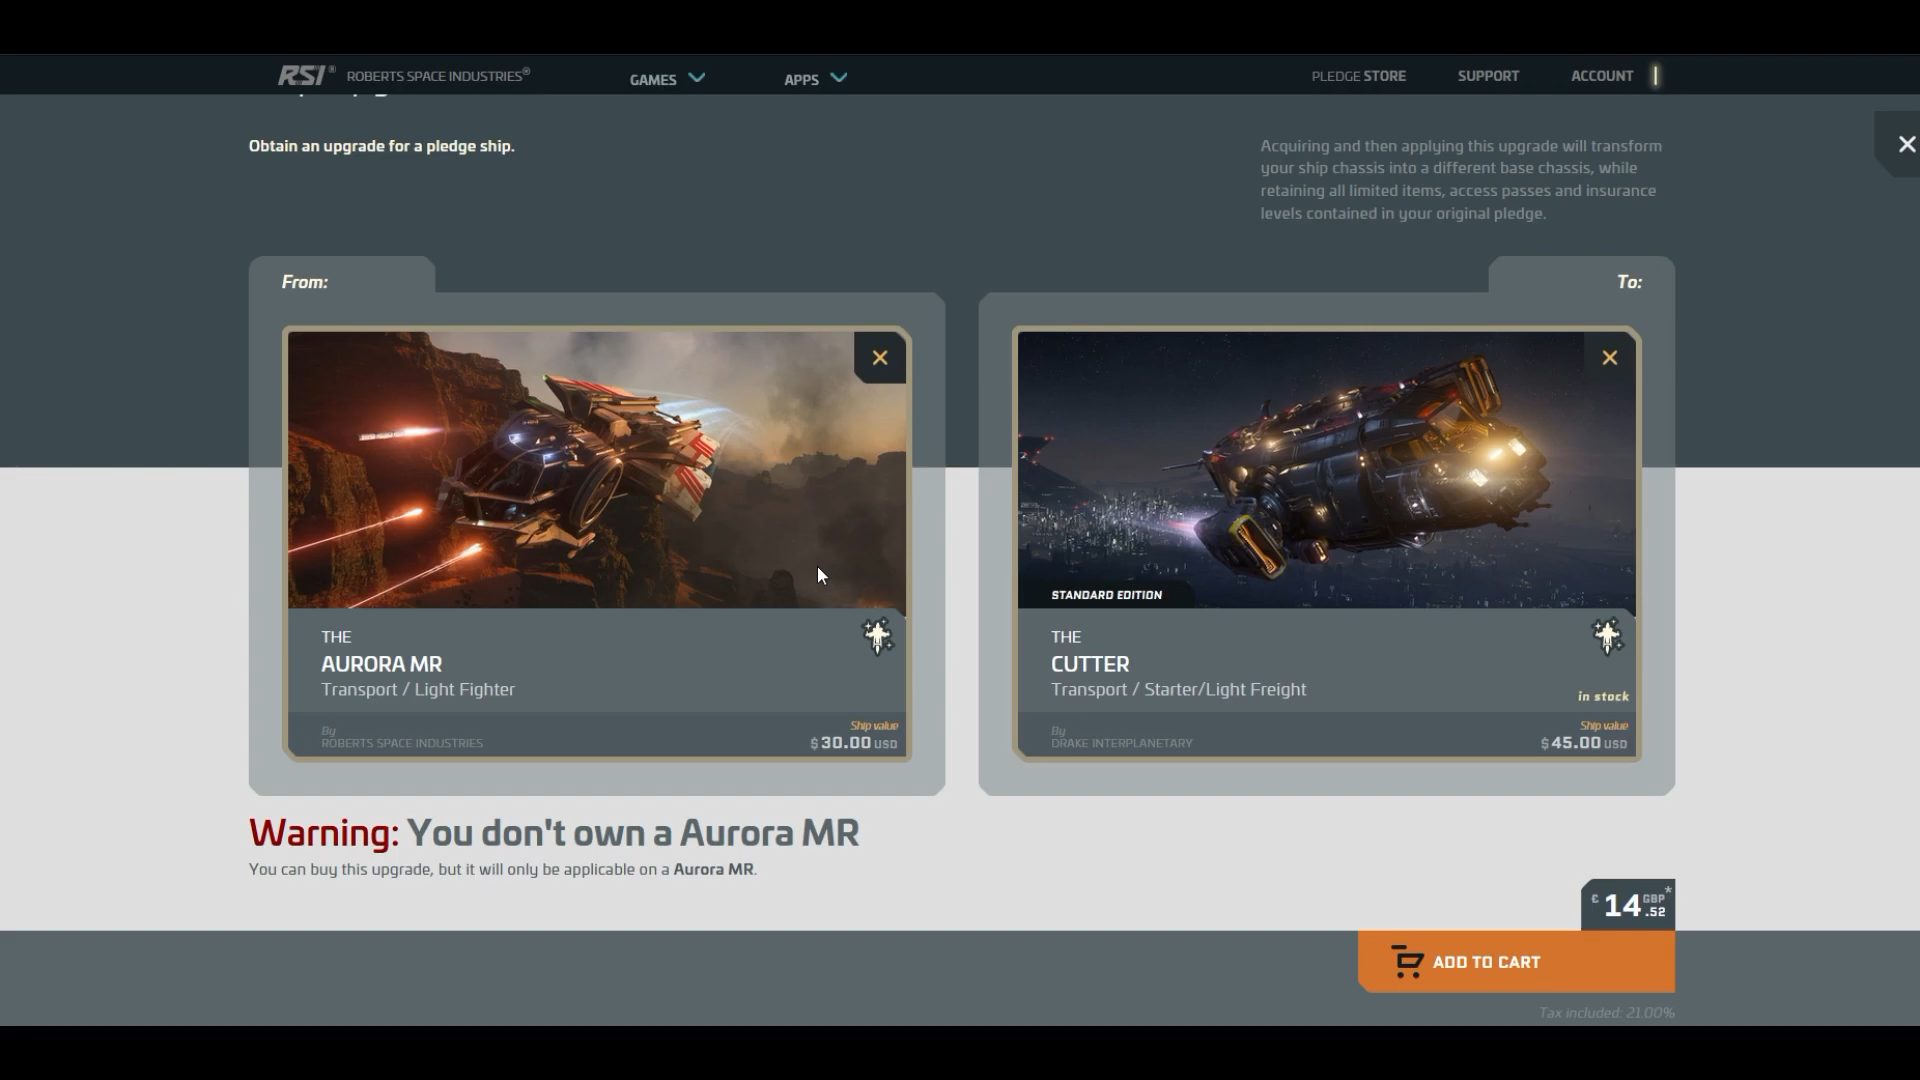 RSI® ROBERTS SPACE INDUSTRIES®
GAMES
APPS
PLEDGE STORE
SUPPORT
ACCOUNT
Obtain an upgrade for a pledge ship.
Acquiring and then applying this upgrade will transform
your ship chassis into a different base chassis, while
retaining all limited items, access passes and insurance
levels contained in your original pledge.
From:
THE
AURORA MR
Transport / Light Fighter
By
ROBERTS SPACE INDUSTRIES
Ship value
$30.00 USD
To:
STANDARD EDITION
THE
CUTTER
Transport / Starter/Light Freight
in stock
By
DRAKE INTERPLANETARY
Ship value
$45.00 USD
Warning: You don't own a Aurora MR
You can buy this upgrade, but it will only be applicable on a Aurora MR.
£ 14.52 GBP*
ADD TO CART
Tax included: 21.00%